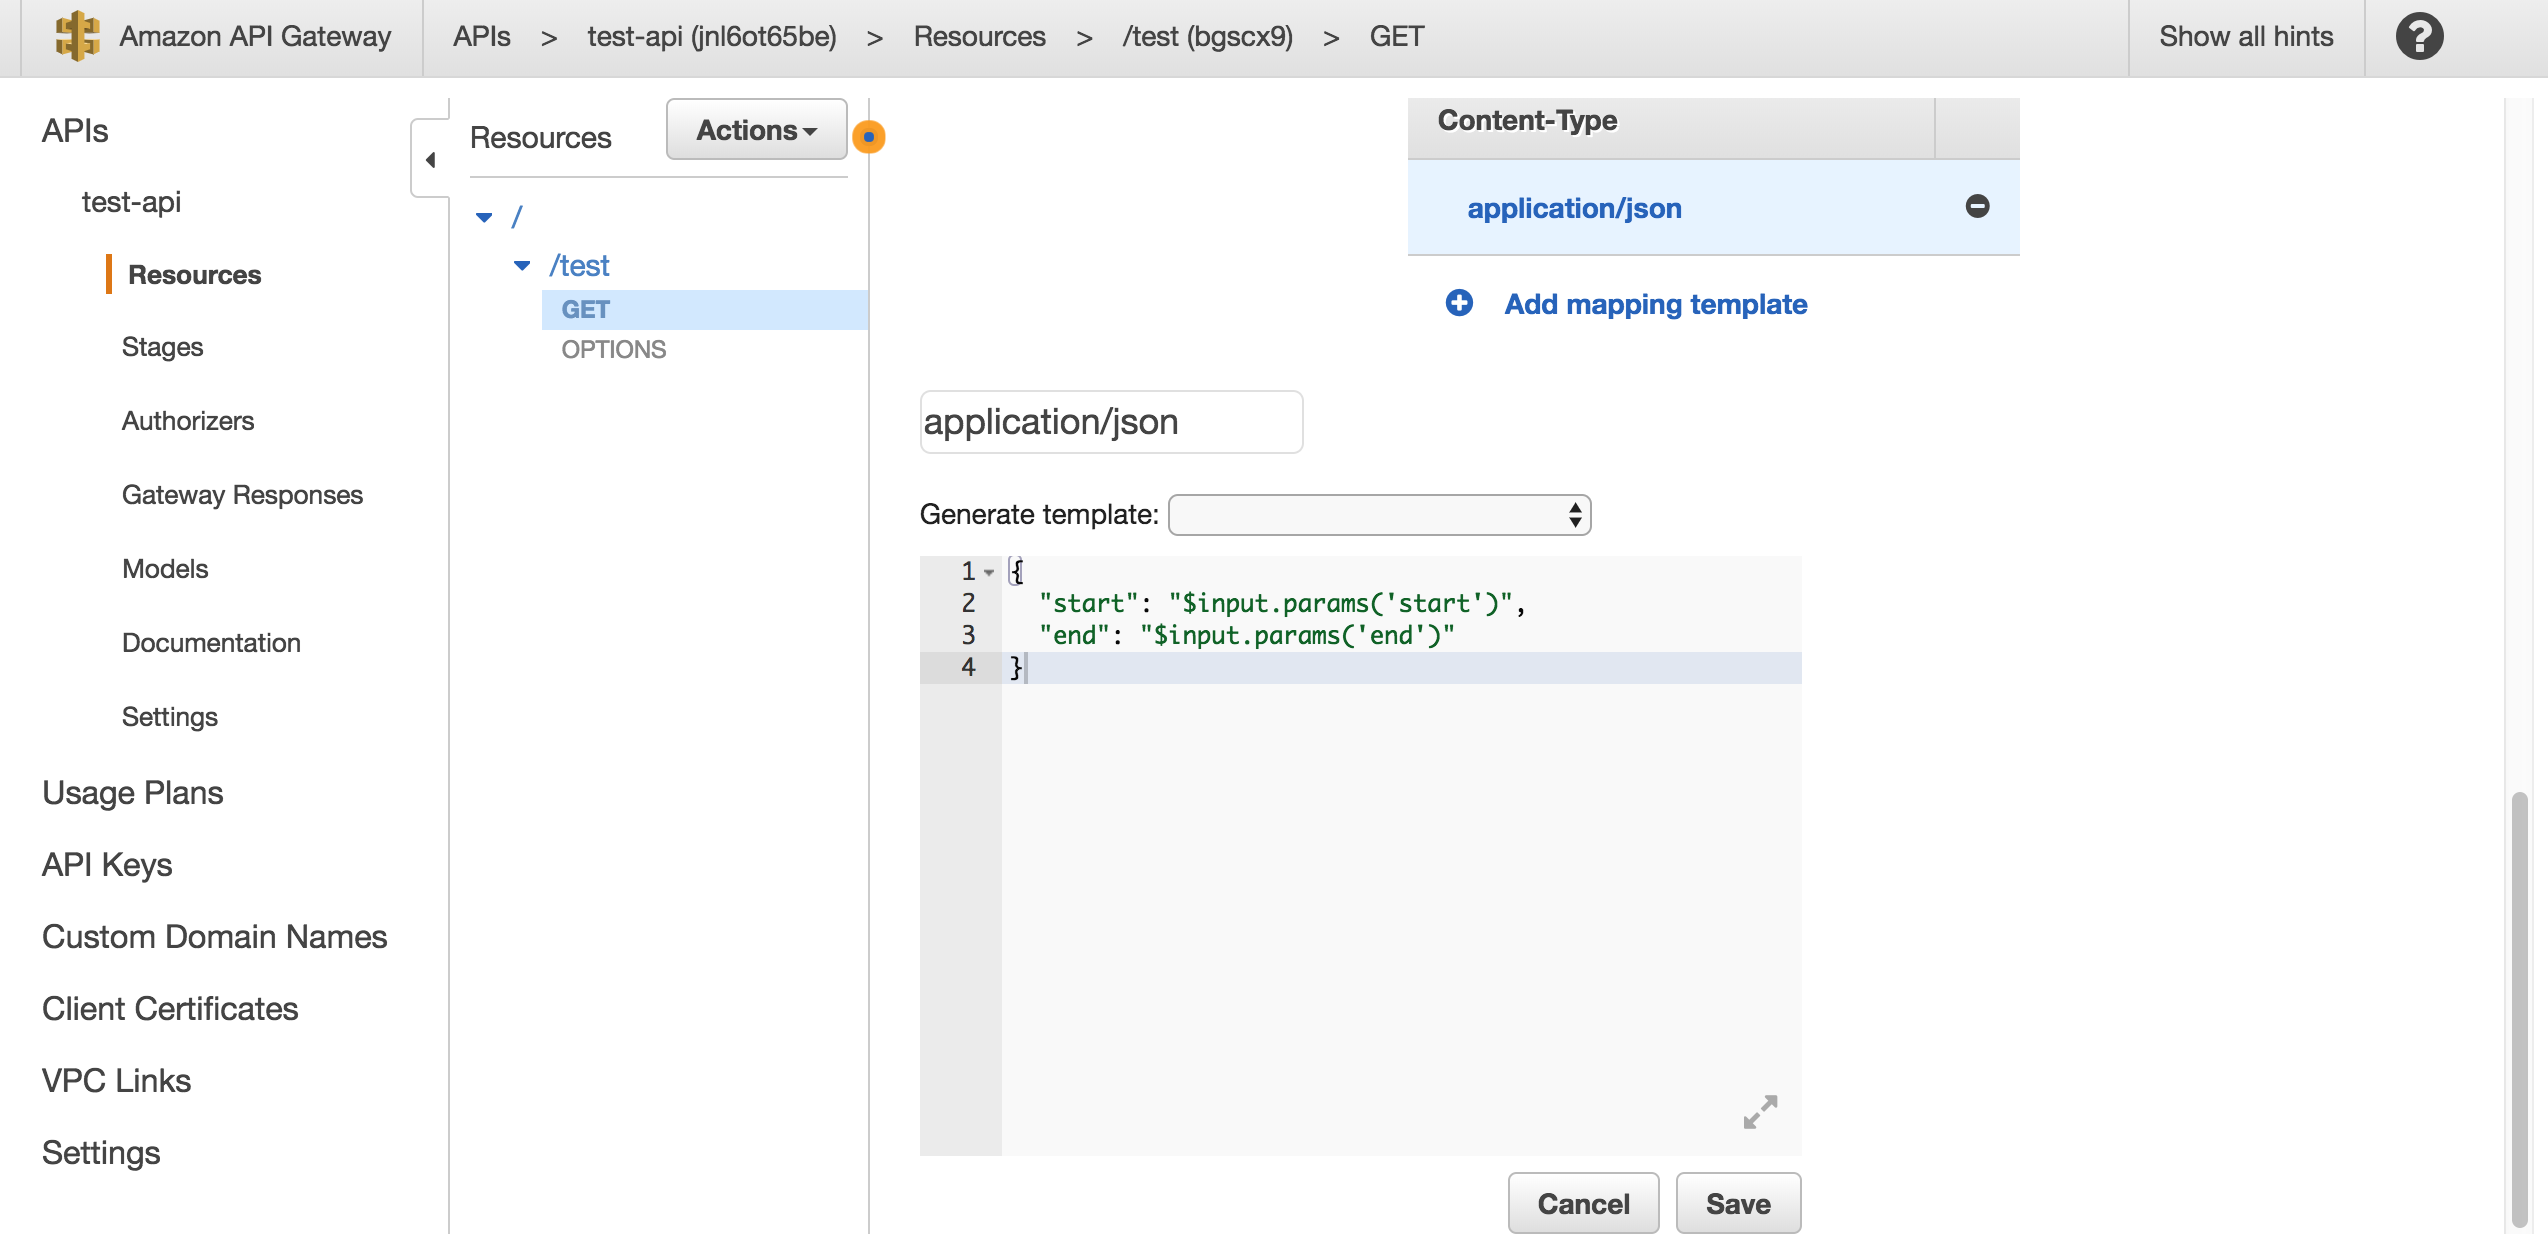 Amazon API Gateway
APIs > test-api (jnl6ot65be) > Resources > /test (bgscx9) > GET
Show all hints
?
APIs
test-api
Resources
Stages
Authorizers
Gateway Responses
Models
Documentation
Settings
Usage Plans
API Keys
Custom Domain Names
Client Certificates
VPC Links
Settings
Resources
Actions
/
/test
GET
OPTIONS
Content-Type
application/json
Add mapping template
application/json
Generate template:
1 {
2 "start": "$input.params('start')",
3 "end": "$input.params('end')"
4 }
Cancel
Save